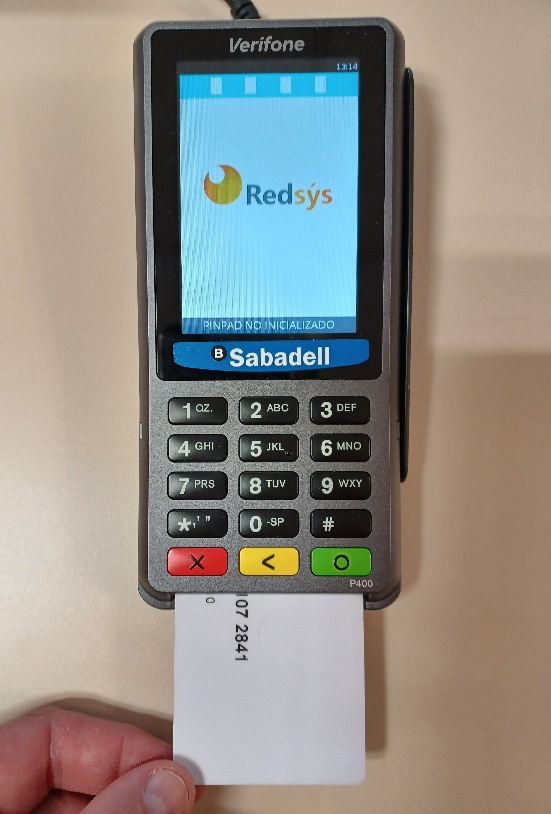 Verifone
13:14
Redsýs
PINPAD NO INICIALIZADO
B Sabadell
1 QZ. 2 ABC 3 DEF
4 GHI 5 JKL 6 MNO
7 PRS 8 TUV 9 WXY
*,'" 0 -SP #
X < O
P400
07 2841
0